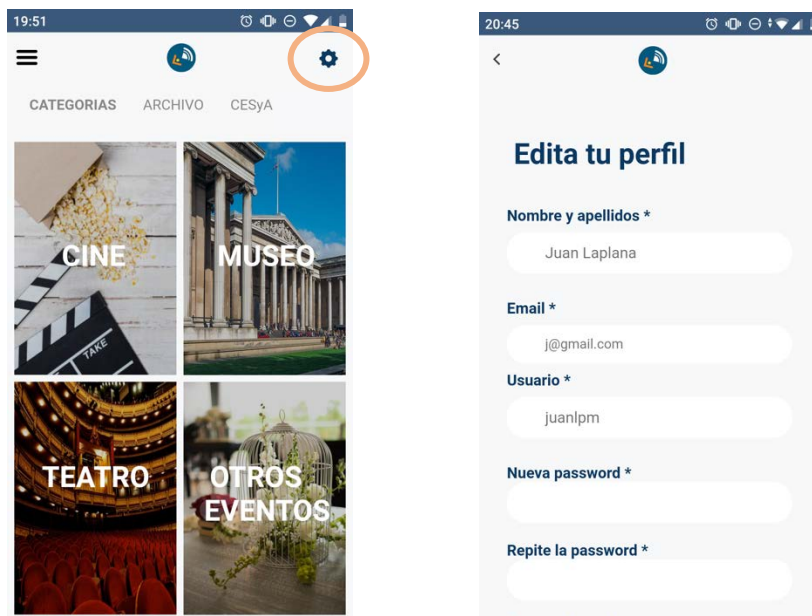 19:51
CATEGORIAS ARCHIVO CESyA
CINE
MUSEO
TAKE
TEATRO
OTROS
EVENTOS
20:45
Edita tu perfil
Nombre y apellidos *
Juan Laplana
Email *
j@gmail.com
Usuario *
juanlpm
Nueva password *
Repite la password *